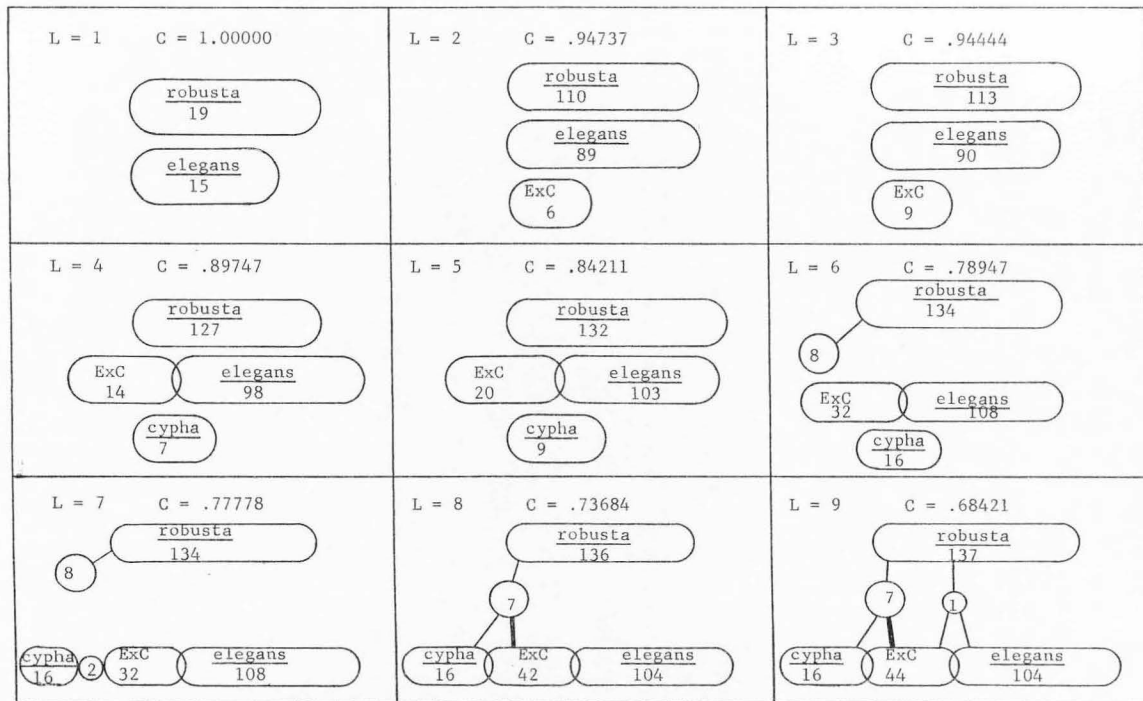 L = 1 C = 1.00000
robusta
19
elegans
15
L = 2 C = .94737
robusta
110
elegans
89
ExC
6
L = 3 C = .94444
robusta
113
elegans
90
ExC
9
L = 4 C = .89747
robusta
127
ExC
14
elegans
98
cypha
7
L = 5 C = .84211
robusta
132
ExC
20
elegans
103
cypha
9
L = 6 C = .78947
robusta
134
8
ExC
32
elegans
108
cypha
16
L = 7 C = .77778
robusta
134
8
cypha
16
2
ExC
32
elegans
108
L = 8 C = .73684
robusta
136
7
cypha
16
ExC
42
elegans
104
L = 9 C = .68421
robusta
137
7
1
cypha
16
ExC
44
elegans
104